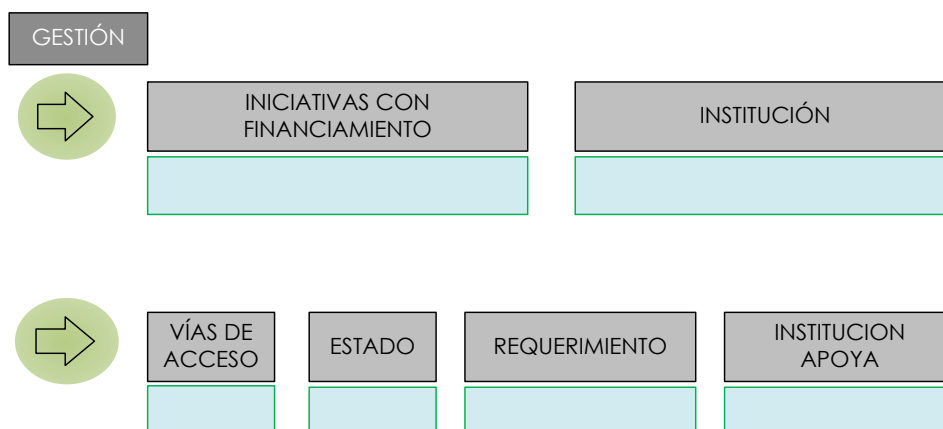 GESTIÓN
INICIATIVAS CON
FINANCIAMIENTO
INSTITUCIÓN
VÍAS DE
ACCESO
ESTADO
REQUERIMIENTO
INSTITUCION
APOYA